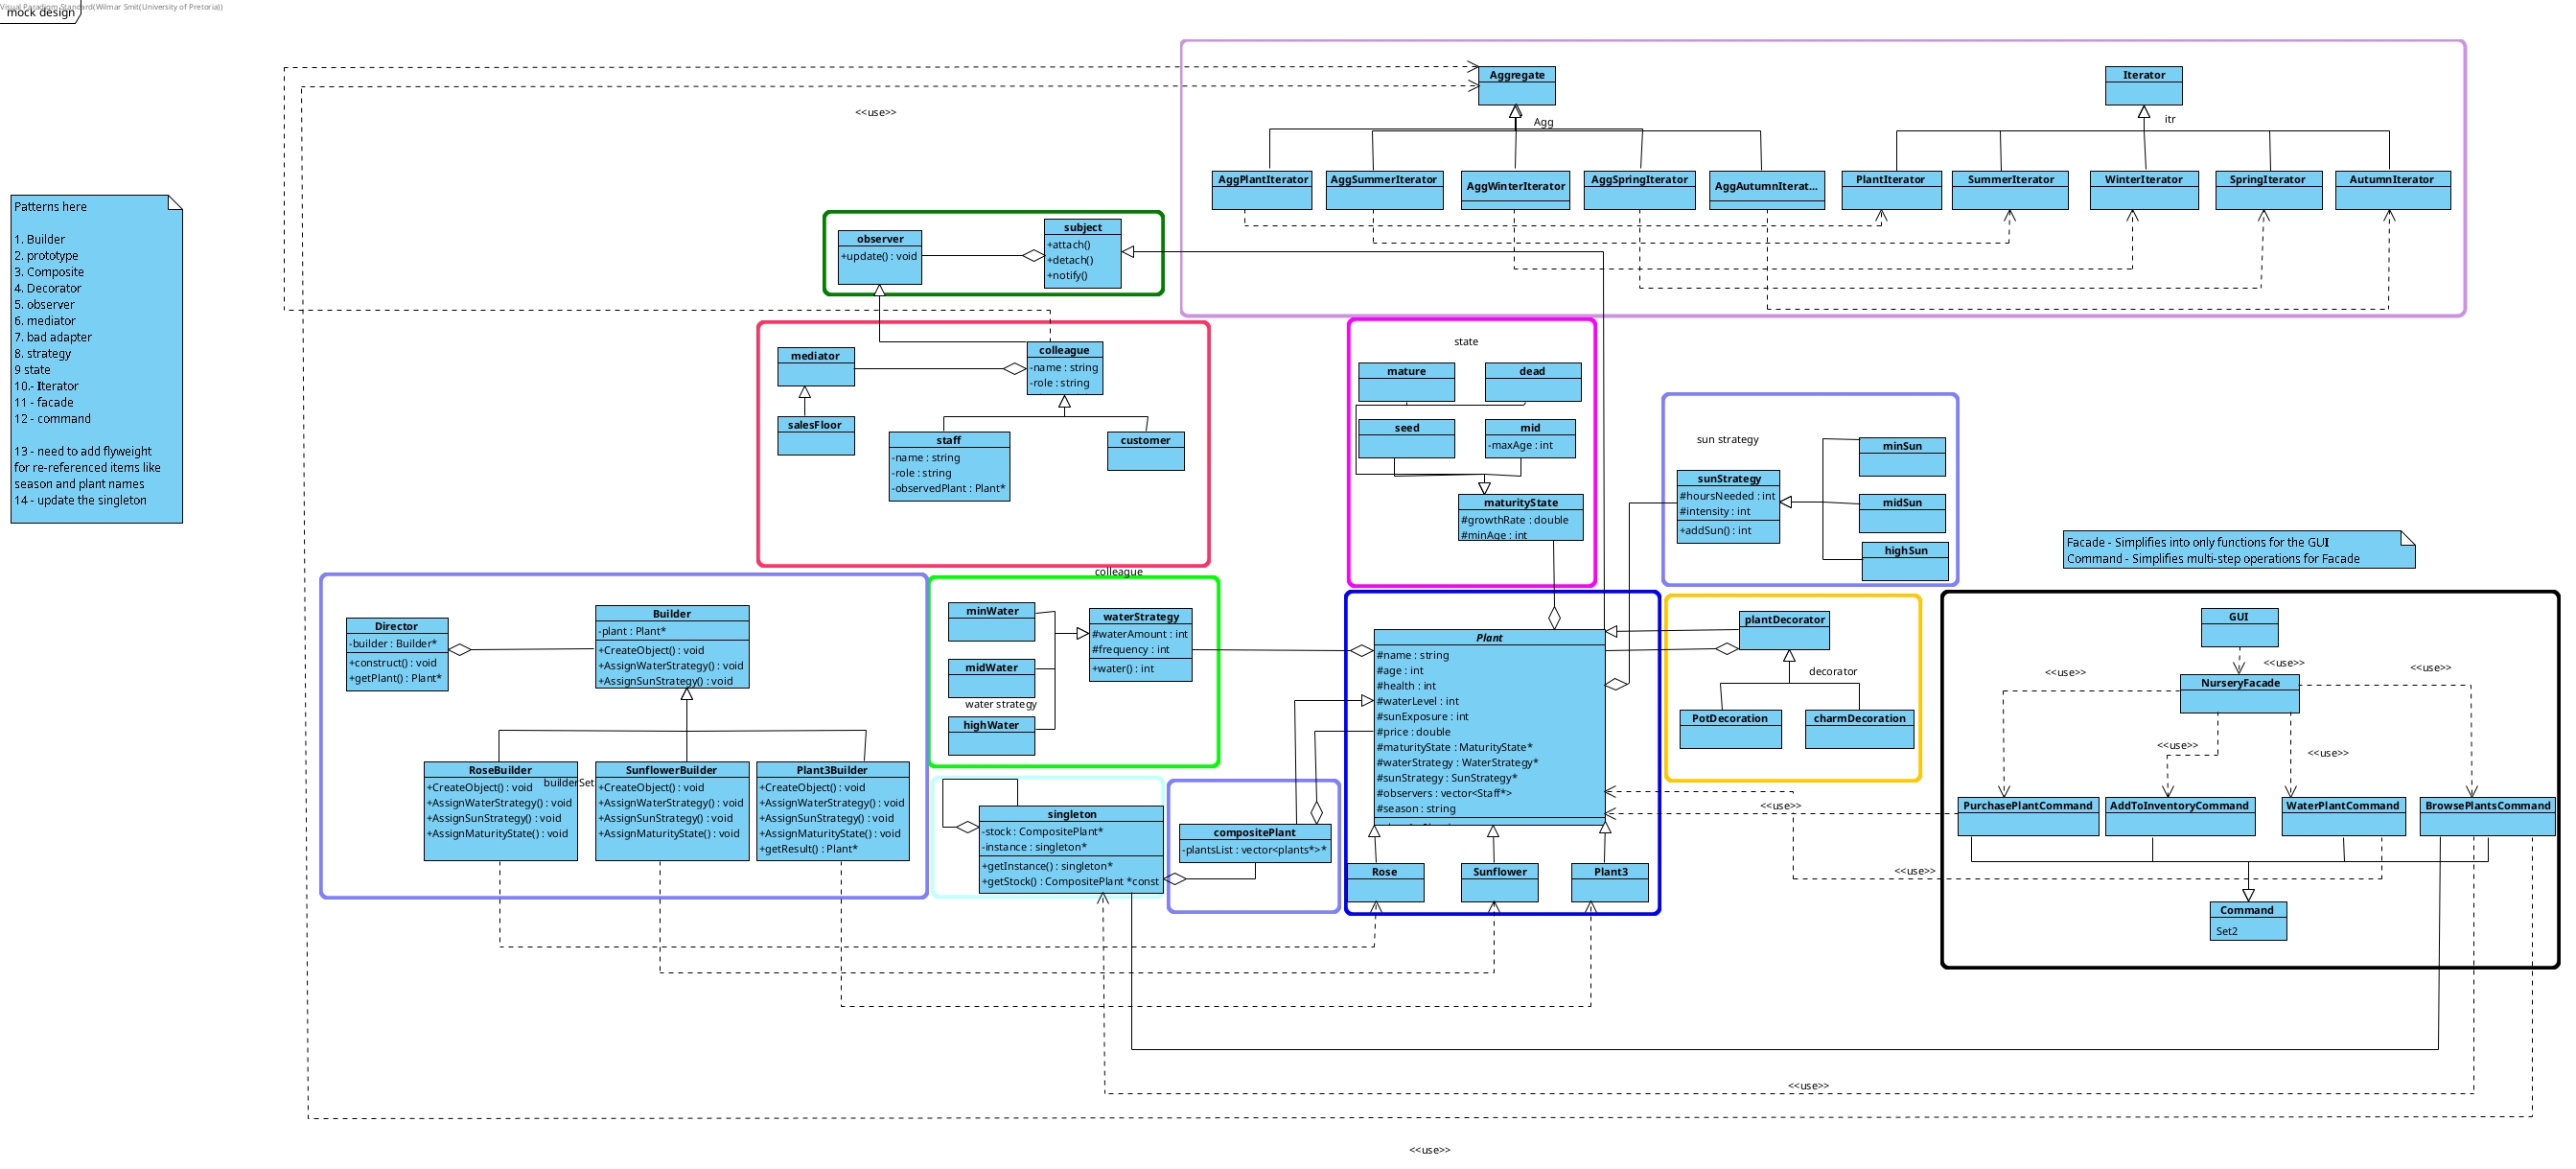 Visual Paradigm Standard(Wilmar Smit(University of Pretoria))
mock design
Patterns here
1. Builder
2. prototype
3. Composite
4. Decorator
5. observer
6. mediator
7. bad adapter
8. strategy
9 state
10.- Iterator
11 - facade
12 - command
13 - need to add flyweight
for re-referenced items like
season and plant names
14 - update the singleton
<<use>>
Aggregate
Agg
Iterator
itr
AggPlantIterator
AggSummerIterator
AggWinterIterator
AggSpringIterator
AggAutumnIterat...
PlantIterator
SummerIterator
WinterIterator
SpringIterator
AutumnIterator
observer
+update() : void
subject
+attach()
+detach()
+notify()
mediator
salesFloor
colleague
-name : string
-role : string
staff
-name : string
-role : string
-observedPlant : Plant*
customer
colleague
state
mature
dead
seed
mid
-maxAge : int
maturityState
#growthRate : double
#minAge : int
sun strategy
sunStrategy
#hoursNeeded : int
#intensity : int
+addSun() : int
minSun
midSun
highSun
Facade - Simplifies into only functions for the GUI
Command - Simplifies multi-step operations for Facade
Director
-builder : Builder*
+construct() : void
+getPlant() : Plant*
Builder
-plant : Plant*
+CreateObject() : void
+AssignWaterStrategy() : void
+AssignSunStrategy() : void
RoseBuilder
+CreateObject() : void
+AssignWaterStrategy() : void
+AssignSunStrategy() : void
+AssignMaturityState() : void
builderSet
SunflowerBuilder
+CreateObject() : void
+AssignWaterStrategy() : void
+AssignSunStrategy() : void
+AssignMaturityState() : void
Plant3Builder
+CreateObject() : void
+AssignWaterStrategy() : void
+AssignSunStrategy() : void
+AssignMaturityState() : void
+getResult() : Plant*
minWater
midWater
water strategy
highWater
waterStrategy
#waterAmount : int
#frequency : int
+water() : int
singleton
-stock : CompositePlant*
-instance : singleton*
+getInstance() : singleton*
+getStock() : CompositePlant *const
compositePlant
-plantsList : vector<plants*>*
Plant
#name : string
#age : int
#health : int
#waterLevel : int
#sunExposure : int
#price : double
#maturityState : MaturityState*
#waterStrategy : WaterStrategy*
#sunStrategy : SunStrategy*
#observers : vector<Staff*>
#season : string
Rose
Sunflower
Plant3
plantDecorator
decorator
PotDecoration
charmDecoration
GUI
<<use>>
NurseryFacade
<<use>>
<<use>>
<<use>>
<<use>>
PurchasePlantCommand
AddToInventoryCommand
WaterPlantCommand
BrowsePlantsCommand
<<use>>
<<use>>
Command
Set2
<<use>>
<<use>>